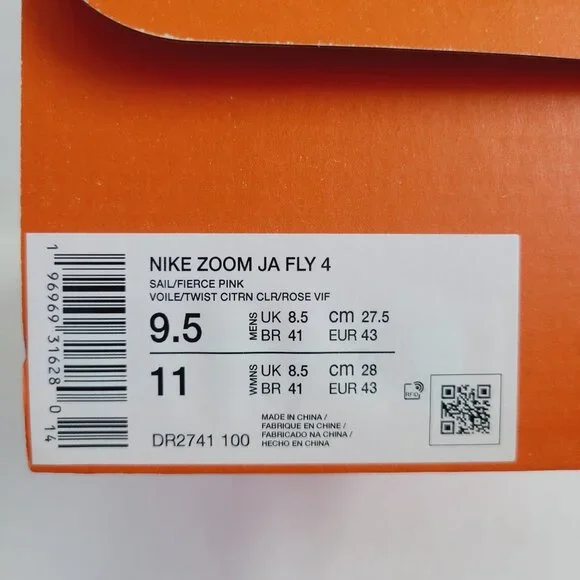 NIKE ZOOM JA FLY 4
SAIL/FIERCE PINK
VOILE/TWIST CITRN CLR/ROSE VIF
9.5 MENS UK 8.5 cm 27.5
BR 41 EUR 43
11 WMNS UK 8.5 cm 28
BR 41 EUR 43
RFID
DR2741 100
MADE IN CHINA /
FABRIQUE EN CHINE /
FABRICADO NA CHINA /
HECHO EN CHINA
1 96969 31628 0 14